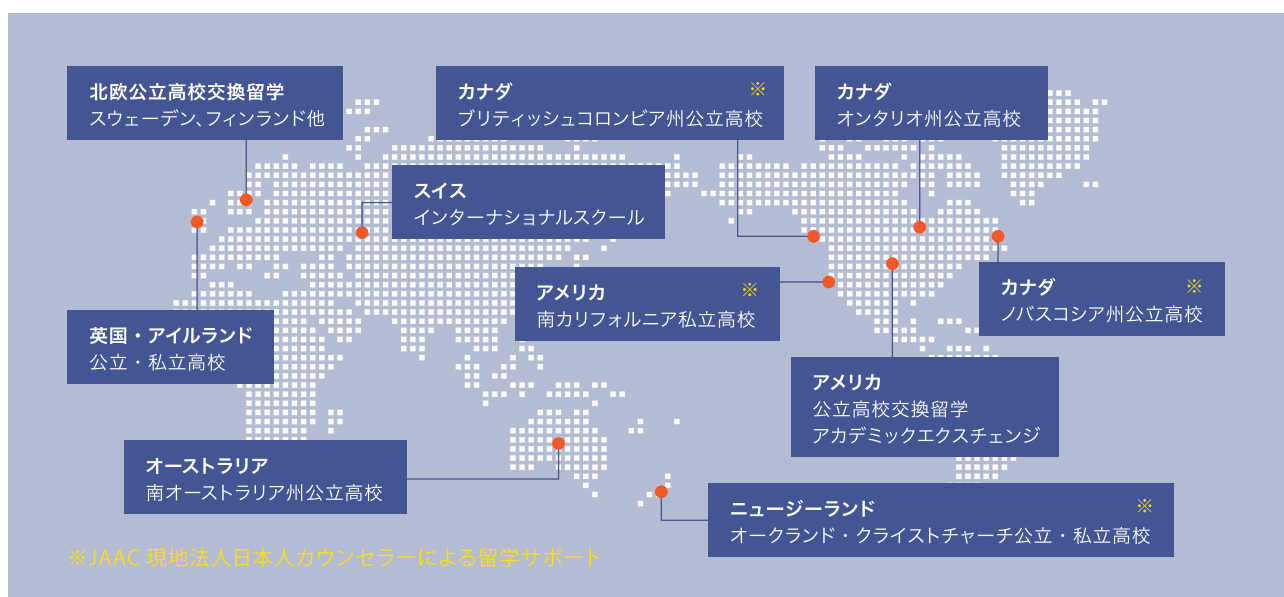 北欧公立高校交換留学
スウェーデン、フィンランド他
カナダ ※
ブリティッシュコロンビア州公立高校
カナダ
オンタリオ州公立高校
スイス
インターナショナルスクール
アメリカ ※
南カリフォルニア私立高校
カナダ ※
ノバスコシア州公立高校
英国・アイルランド
公立・私立高校
アメリカ
公立高校交換留学
アカデミックエクスチェンジ
オーストラリア
南オーストラリア州公立高校
ニュージーランド ※
オークランド・クライストチャーチ公立・私立高校
※JAAC 現地法人日本人カウンセラーによる留学サポート